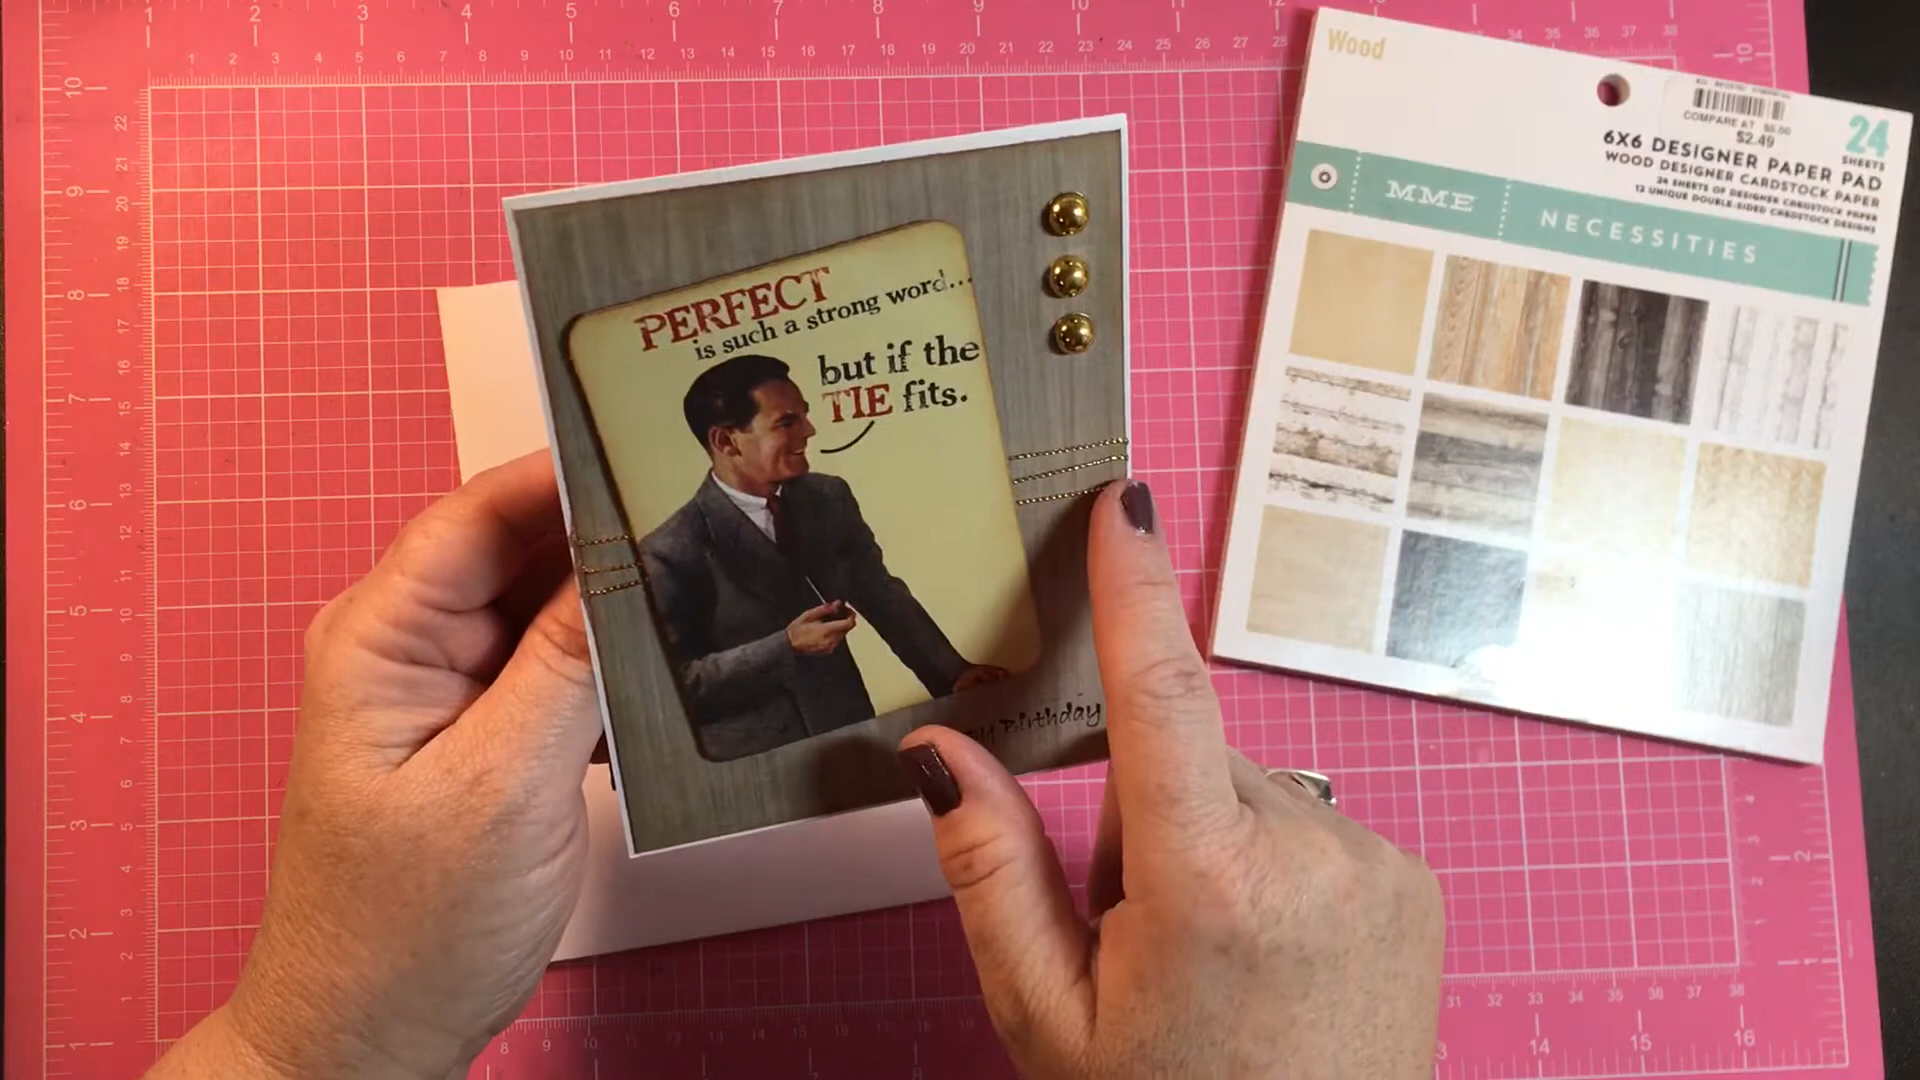 PERFECT
is such a strong word...
but if the
TIE fits.
Birthday
Wood
COMPARE AT $5.00
$2.49
24
SHEETS
6X6 DESIGNER PAPER PAD
WOOD DESIGNER CARDSTOCK PAPER
24 SHEETS OF DESIGNER CARDSTOCK PAPER
12 UNIQUE DOUBLE-SIDED CARDSTOCK DESIGNS
MME NECESSITIES